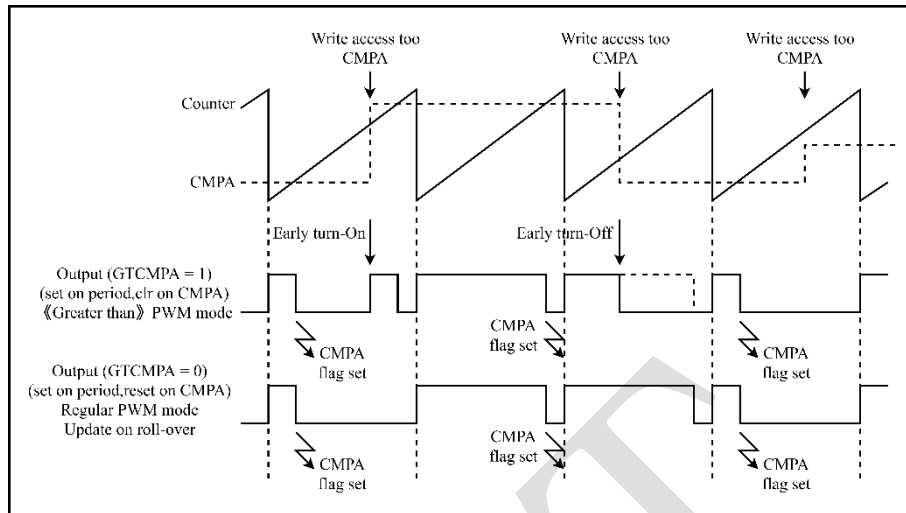 Write access too
CMPA
Write access too
CMPA
Write access too
CMPA
Counter
CMPA
Early turn-On
Early turn-Off
Output (GTCMPA = 1)
(set on period,clr on CMPA)
《Greater than》 PWM mode
CMPA
flag set
CMPA
flag set
CMPA
flag set
Output (GTCMPA = 0)
(set on period,reset on CMPA)
Regular PWM mode
Update on roll-over
CMPA
flag set
CMPA
flag set
CMPA
flag set